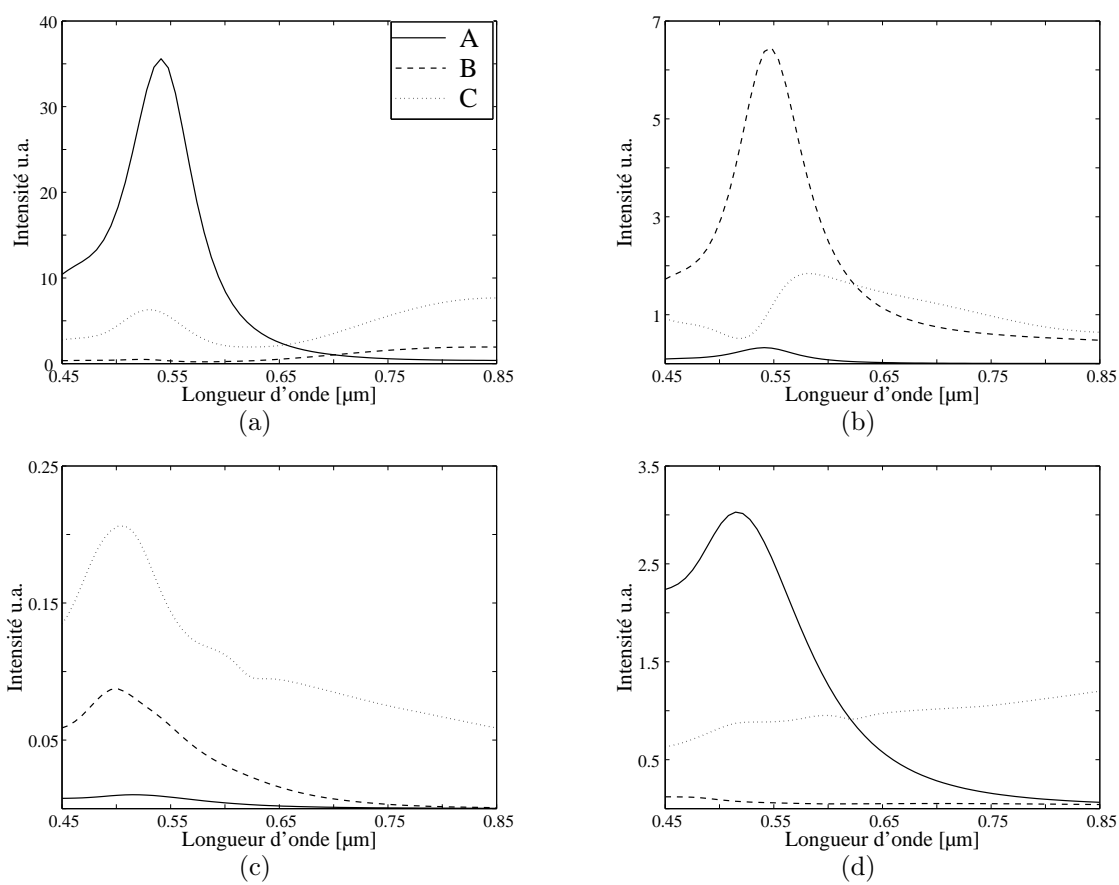 40
30
20
10
0
Intensité u.a.
A
B
C
0.45 0.55 0.65 0.75 0.85
Longueur d'onde [µm]
(a)
7
5
3
1
Intensité u.a.
0.45 0.55 0.65 0.75 0.85
Longueur d'onde [µm]
(b)
0.25
0.15
0.05
Intensité u.a.
0.45 0.55 0.65 0.75 0.85
Longueur d'onde [µm]
(c)
3.5
2.5
1.5
0.5
Intensité u.a.
0.45 0.55 0.65 0.75 0.85
Longueur d'onde [µm]
(d)